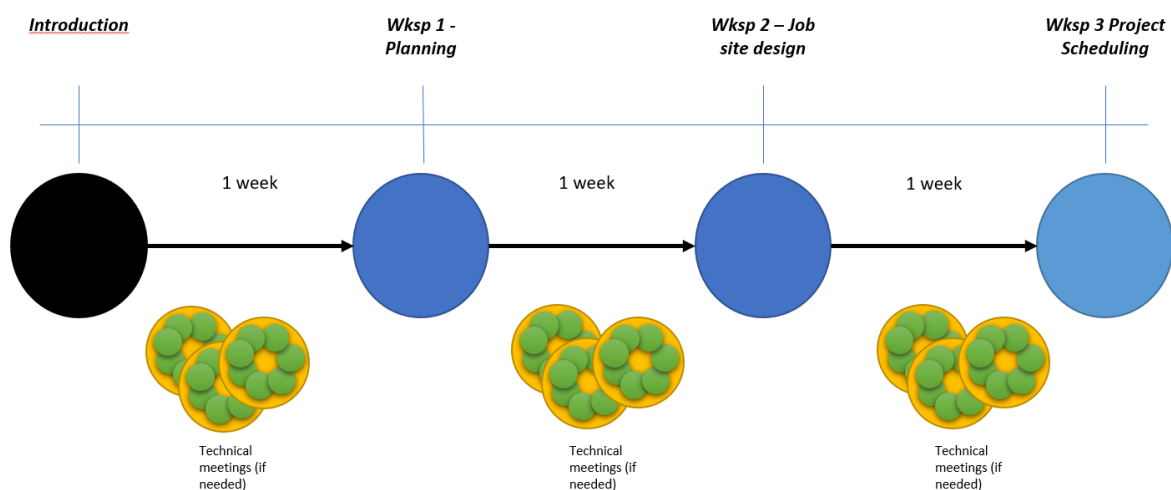 Introduction
Wksp 1 -
Planning
Wksp 2 – Job
site design
Wksp 3 Project
Scheduling
1 week
1 week
1 week
Technical
meetings (if
needed)
Technical
meetings (if
needed)
Technical
meetings (if
needed)